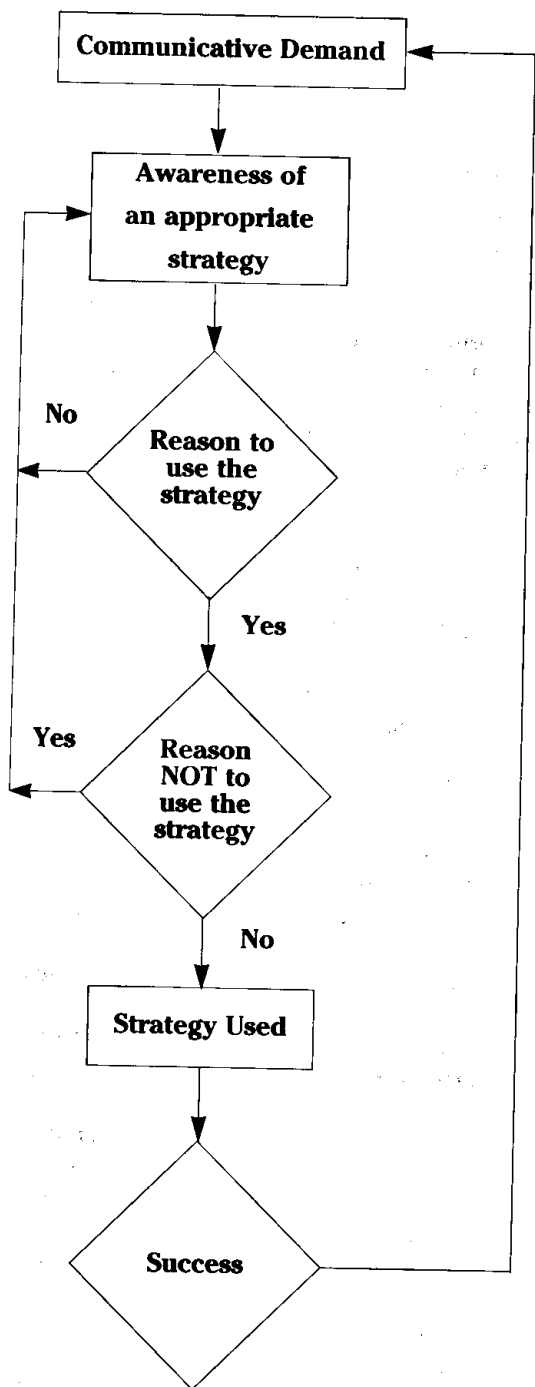 Communicative Demand
Awareness of
an appropriate
strategy
No
Reason to
use the
strategy
Yes
Yes
Reason
NOT to
use the
strategy
No
Strategy Used
Success